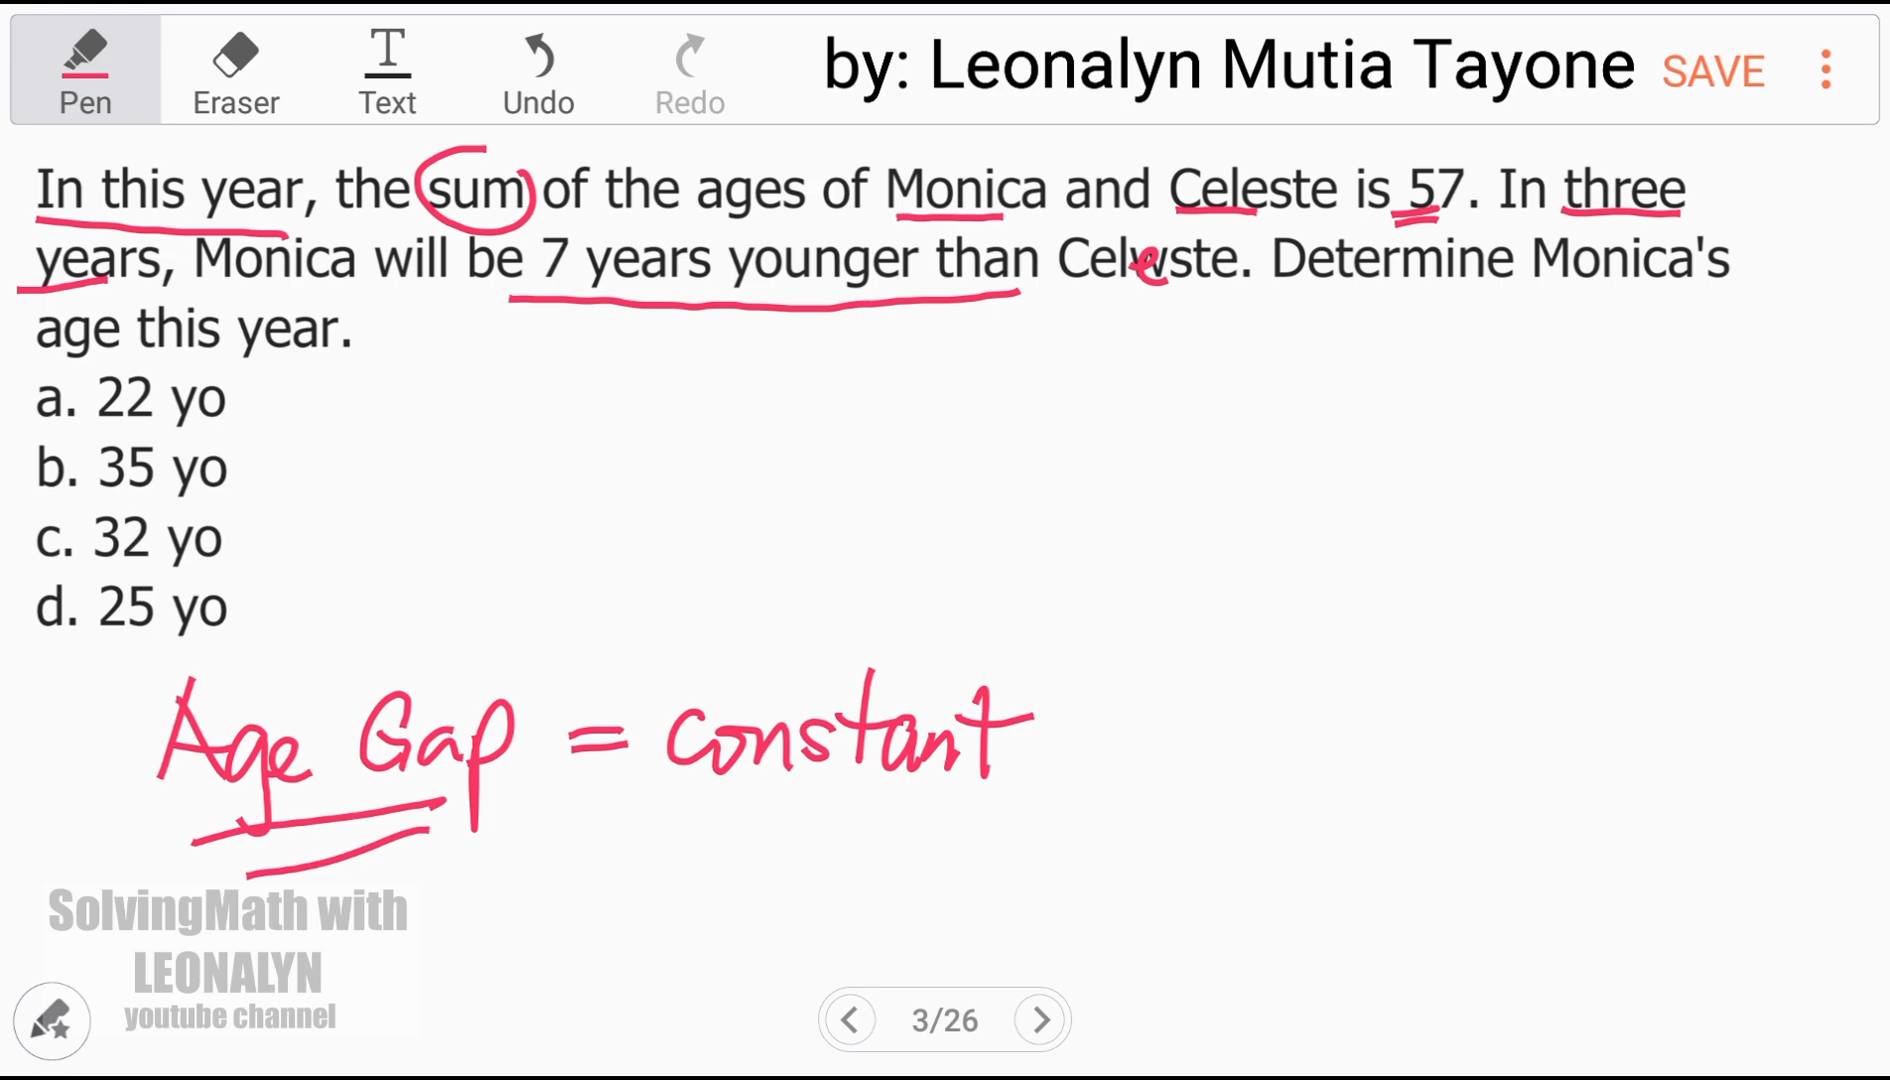 Pen Eraser Text Undo Redo by: Leonalyn Mutia Tayone SAVE
In this year, the sum of the ages of Monica and Celeste is 57. In three
years, Monica will be 7 years younger than Celeste. Determine Monica's
age this year.
a. 22 yo
b. 35 yo
c. 32 yo
d. 25 yo
Age Gap = constant
SolvingMath with
LEONALYN
youtube channel
3/26